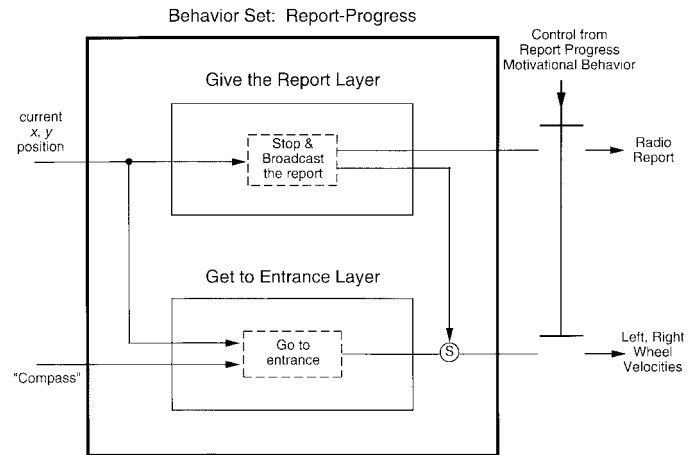 Behavior Set: Report-Progress
Control from
Report Progress
Motivational Behavior
Give the Report Layer
current
x, y
position
Stop &
Broadcast
the report
Radio
Report
Get to Entrance Layer
Go to
entrance
S
Left, Right
Wheel
Velocities
"Compass"